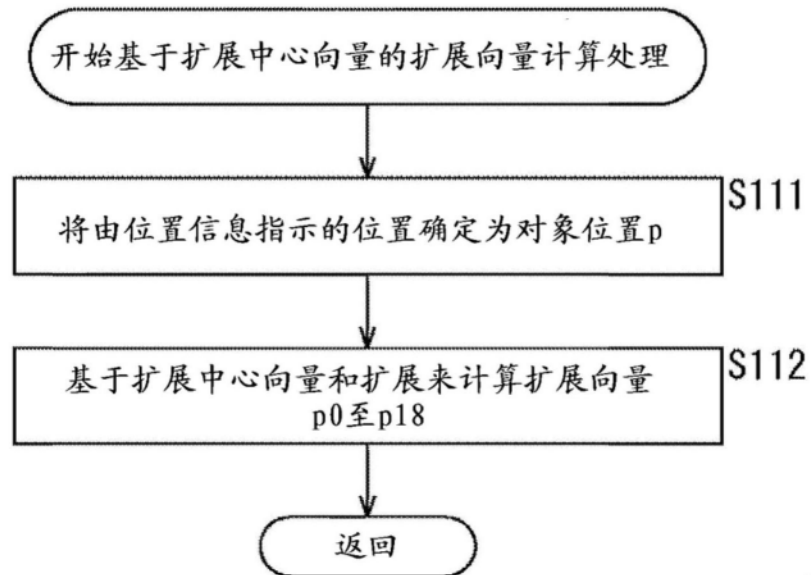 开始基于扩展中心向量的扩展向量计算处理
S111
将由位置信息指示的位置确定为对象位置p
S112
基于扩展中心向量和扩展来计算扩展向量
p0至p18
返回